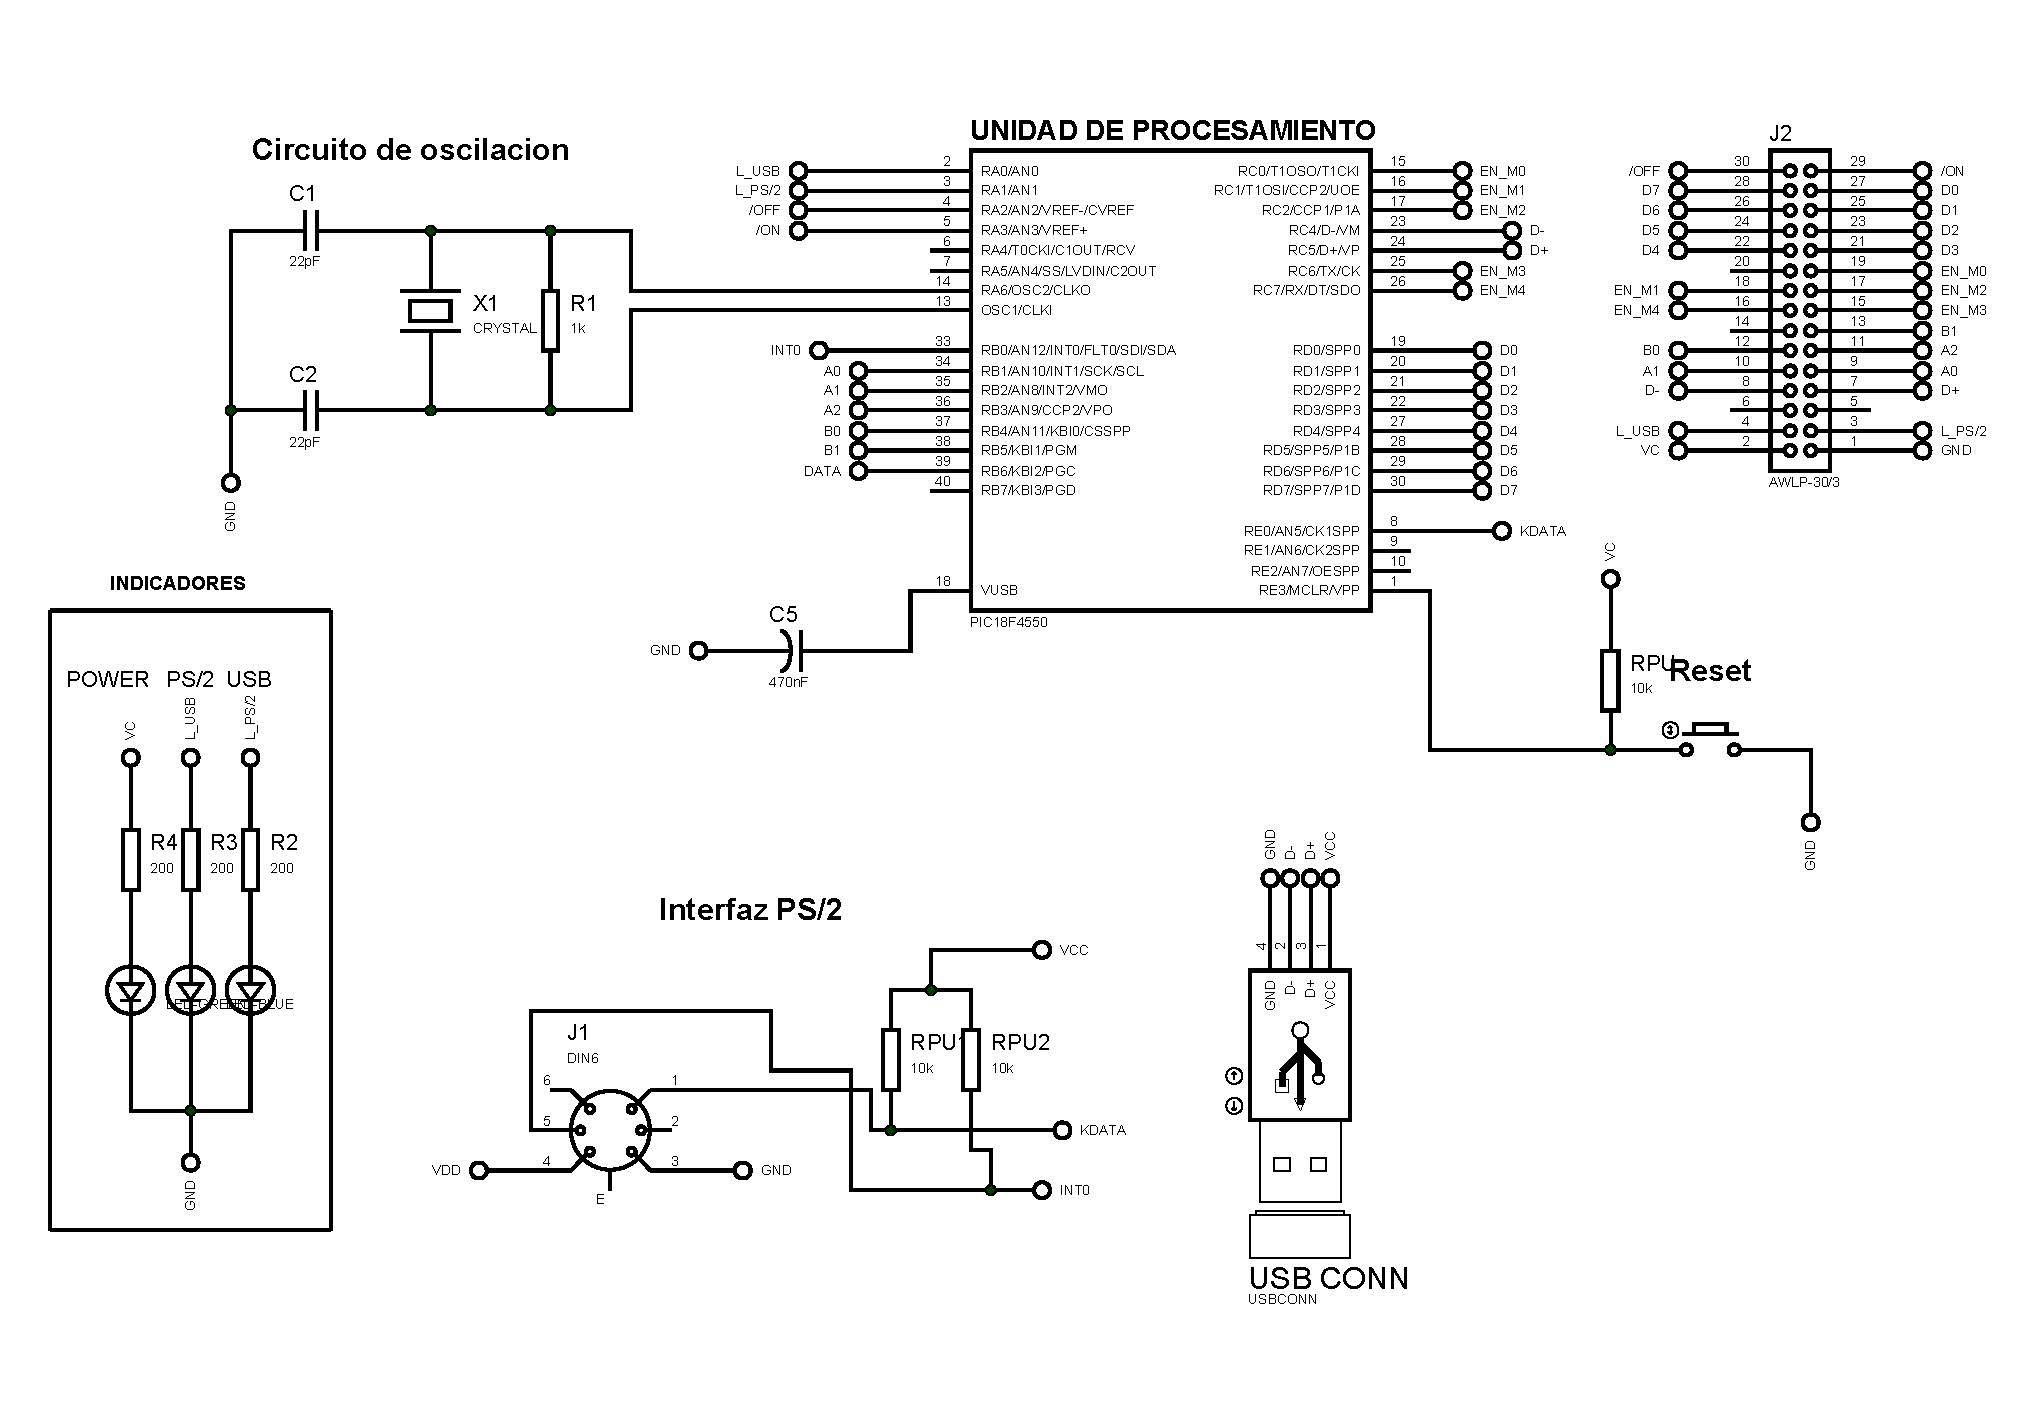 Circuito de oscilacion
C1
22pF
X1
CRYSTAL
R1
1k
C2
22pF
GND
UNIDAD DE PROCESAMIENTO
L_USB 2 RA0/AN0
L_PS/2 3 RA1/AN1
/OFF 4 RA2/AN2/VREF-/CVREF
/ON 5 RA3/AN3/VREF+
6 RA4/T0CKI/C1OUT/RCV
7 RA5/AN4/SS/LVDIN/C2OUT
14 RA6/OSC2/CLKO
13 OSC1/CLKI
INT0 33 RB0/AN12/INT0/FLT0/SDI/SDA
A0 34 RB1/AN10/INT1/SCK/SCL
A1 35 RB2/AN8/INT2/VMO
A2 36 RB3/AN9/CCP2/VPO
B0 37 RB4/AN11/KBI0/CSSPP
B1 38 RB5/KBI1/PGM
DATA 39 RB6/KBI2/PGC
40 RB7/KBI3/PGD
18 VUSB
RC0/T1OSO/T1CKI 15 EN_M0
RC1/T1OSI/CCP2/UOE 16 EN_M1
RC2/CCP1/P1A 17 EN_M2
RC4/D-/VM 23 D-
RC5/D+/VP 24 D+
RC6/TX/CK 25 EN_M3
RC7/RX/DT/SDO 26 EN_M4
RD0/SPP0 19 D0
RD1/SPP1 20 D1
RD2/SPP2 21 D2
RD3/SPP3 22 D3
RD4/SPP4 27 D4
RD5/SPP5/P1B 28 D5
RD6/SPP6/P1C 29 D6
RD7/SPP7/P1D 30 D7
RE0/AN5/CK1SPP 8 KDATA
RE1/AN6/CK2SPP 9
RE2/AN7/OESPP 10
RE3/MCLR/VPP 1
PIC18F4550
C5
GND
470nF
J2
/OFF 30 29 /ON
D7 28 27 D0
D6 26 25 D1
D5 24 23 D2
D4 22 21 D3
20 19 EN_M0
EN_M1 18 17 EN_M2
EN_M4 16 15 EN_M3
14 13 B1
B0 12 11 A2
A1 10 9 A0
D- 8 7 D+
6 5
L_USB 4 3 L_PS/2
VC 2 1 GND
AWLP-30/3
VC
RPU
10k
Reset
GND
INDICADORES
POWER PS/2 USB
VC L_USB L_PS/2
R4 R3 R2
200 200 200
GND
Interfaz PS/2
VCC
J1
DIN6
RPU1 RPU2
10k 10k
6 1
5 2
KDATA
VDD 4 3 GND
E
INT0
GND D- D+ VCC
4 2 3 1
GND D- D+ VCC
USB CONN
USBCONN